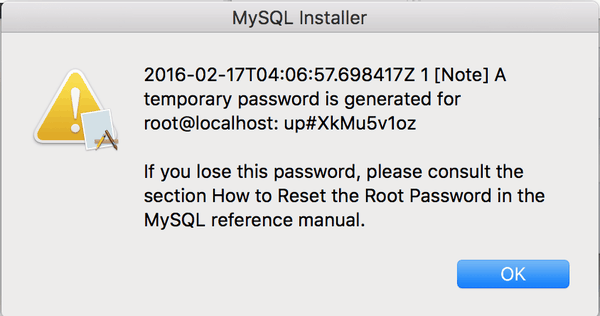 MySQL Installer
2016-02-17T04:06:57.698417Z 1 [Note] A
temporary password is generated for
root@localhost: up#XkMu5v1oz
If you lose this password, please consult the
section How to Reset the Root Password in the
MySQL reference manual.
OK